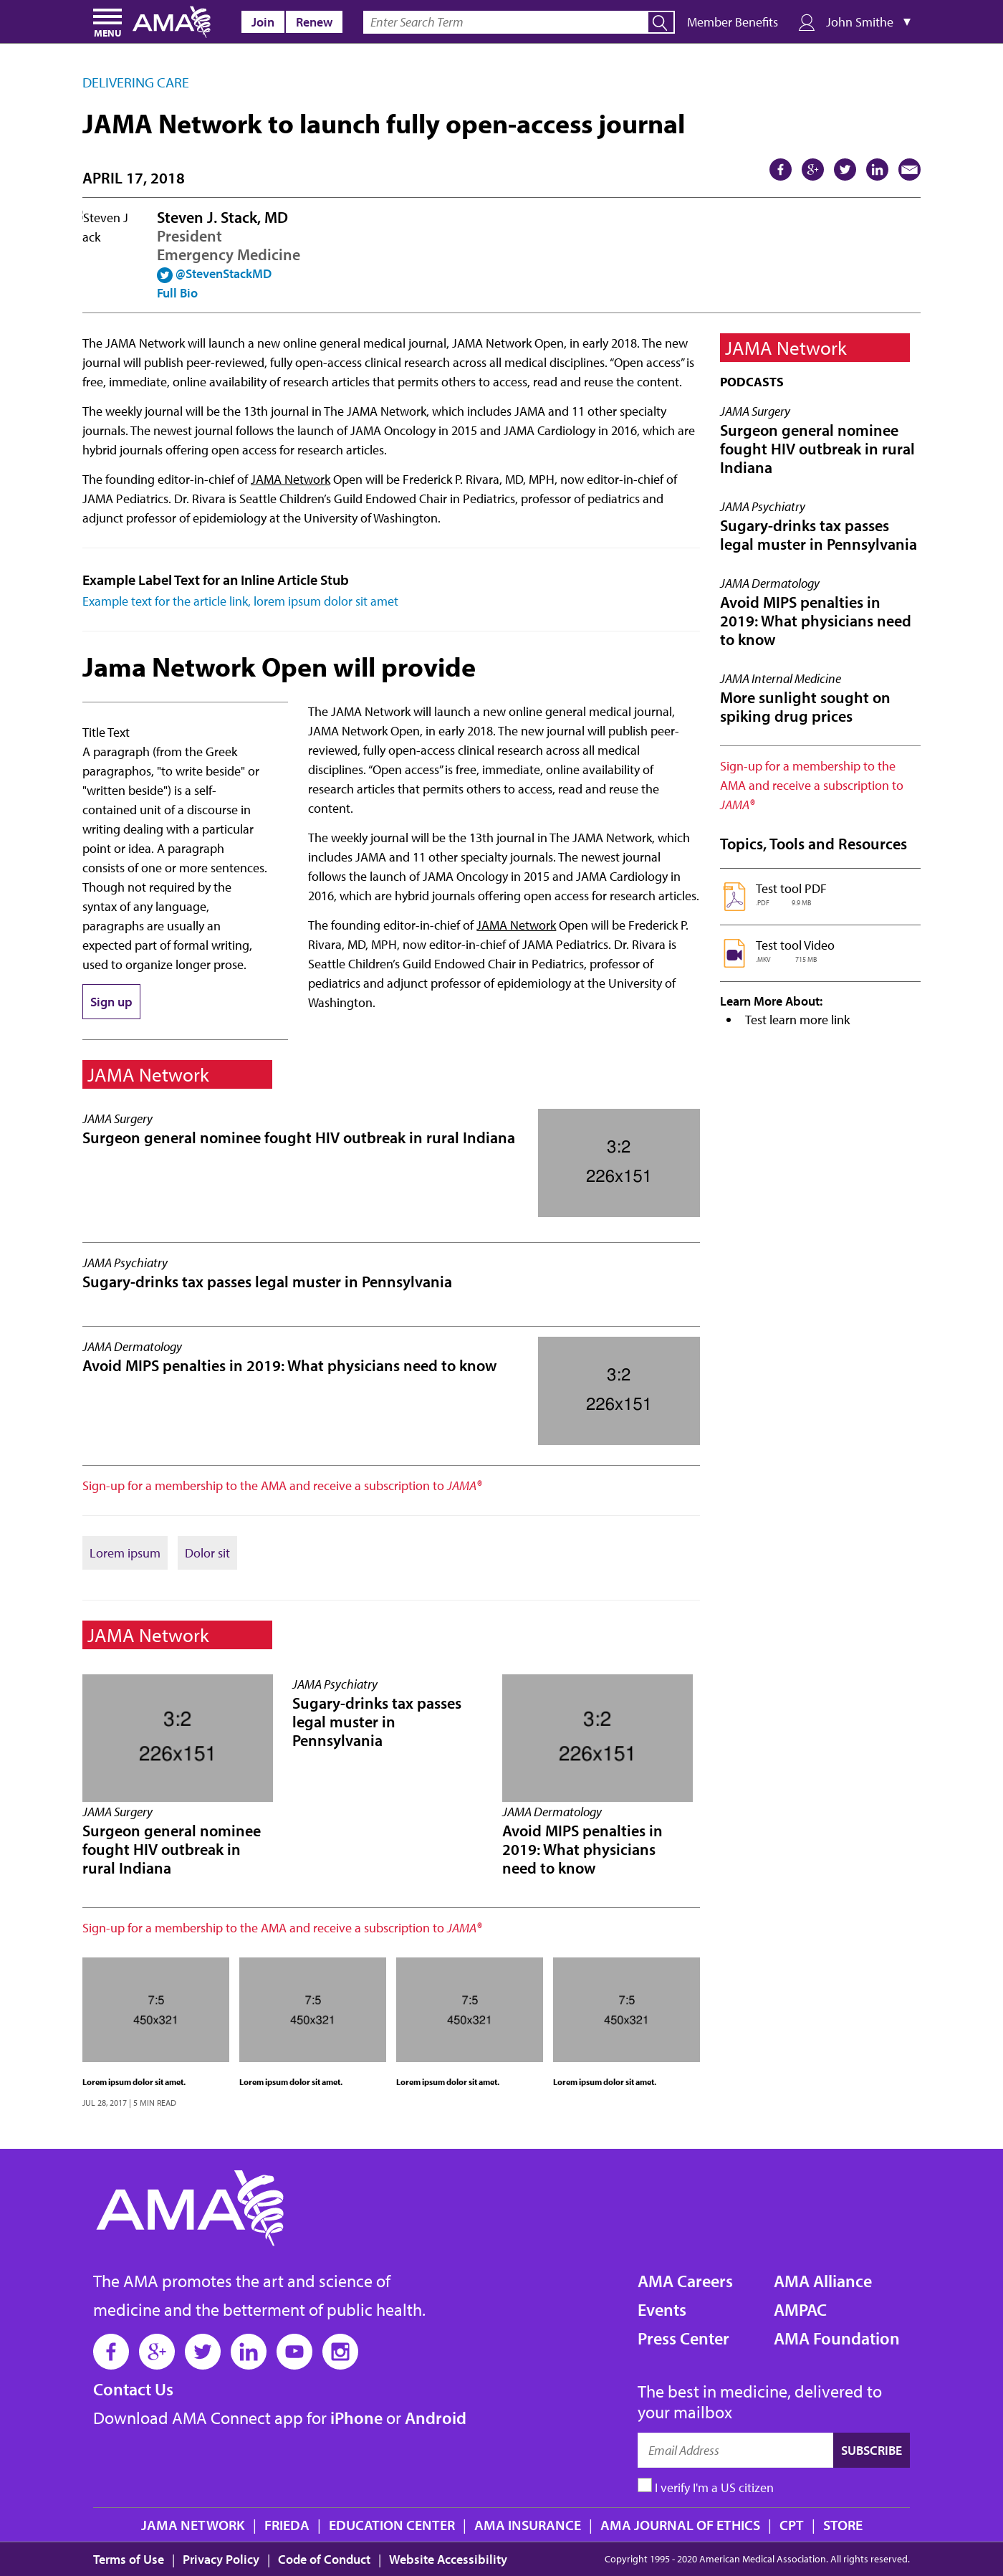 MENU
AMA
Join
Renew
Enter Search Term
Member Benefits
John Smithe ▼
DELIVERING CARE
JAMA Network to launch fully open-access journal
APRIL 17, 2018
Steven J
ack
Steven J. Stack, MD
President
Emergency Medicine
@StevenStackMD
Full Bio
The JAMA Network will launch a new online general medical journal, JAMA Network Open, in early 2018. The new
journal will publish peer-reviewed, fully open-access clinical research across all medical disciplines. “Open access” is
free, immediate, online availability of research articles that permits others to access, read and reuse the content.
The weekly journal will be the 13th journal in The JAMA Network, which includes JAMA and 11 other specialty
journals. The newest journal follows the launch of JAMA Oncology in 2015 and JAMA Cardiology in 2016, which are
hybrid journals offering open access for research articles.
The founding editor-in-chief of JAMA Network Open will be Frederick P. Rivara, MD, MPH, now editor-in-chief of
JAMA Pediatrics. Dr. Rivara is Seattle Children’s Guild Endowed Chair in Pediatrics, professor of pediatrics and
adjunct professor of epidemiology at the University of Washington.
Example Label Text for an Inline Article Stub
Example text for the article link, lorem ipsum dolor sit amet
Jama Network Open will provide
Title Text
A paragraph (from the Greek
paragraphos, "to write beside" or
"written beside") is a self-
contained unit of a discourse in
writing dealing with a particular
point or idea. A paragraph
consists of one or more sentences.
Though not required by the
syntax of any language,
paragraphs are usually an
expected part of formal writing,
used to organize longer prose.
Sign up
The JAMA Network will launch a new online general medical journal,
JAMA Network Open, in early 2018. The new journal will publish peer-
reviewed, fully open-access clinical research across all medical
disciplines. “Open access” is free, immediate, online availability of
research articles that permits others to access, read and reuse the
content.
The weekly journal will be the 13th journal in The JAMA Network, which
includes JAMA and 11 other specialty journals. The newest journal
follows the launch of JAMA Oncology in 2015 and JAMA Cardiology in
2016, which are hybrid journals offering open access for research articles.
The founding editor-in-chief of JAMA Network Open will be Frederick P.
Rivara, MD, MPH, now editor-in-chief of JAMA Pediatrics. Dr. Rivara is
Seattle Children’s Guild Endowed Chair in Pediatrics, professor of
pediatrics and adjunct professor of epidemiology at the University of
Washington.
JAMA Network
JAMA Surgery
Surgeon general nominee fought HIV outbreak in rural Indiana
3:2
226x151
JAMA Psychiatry
Sugary-drinks tax passes legal muster in Pennsylvania
JAMA Dermatology
Avoid MIPS penalties in 2019: What physicians need to know
3:2
226x151
Sign-up for a membership to the AMA and receive a subscription to JAMA®
Lorem ipsum
Dolor sit
JAMA Network
3:2
226x151
JAMA Surgery
Surgeon general nominee
fought HIV outbreak in
rural Indiana
JAMA Psychiatry
Sugary-drinks tax passes
legal muster in
Pennsylvania
3:2
226x151
JAMA Dermatology
Avoid MIPS penalties in
2019: What physicians
need to know
Sign-up for a membership to the AMA and receive a subscription to JAMA®
7:5
450x321
Lorem ipsum dolor sit amet.
JUL 28, 2017 | 5 MIN READ
7:5
450x321
Lorem ipsum dolor sit amet.
7:5
450x321
Lorem ipsum dolor sit amet.
7:5
450x321
Lorem ipsum dolor sit amet.
JAMA Network
PODCASTS
JAMA Surgery
Surgeon general nominee
fought HIV outbreak in rural
Indiana
JAMA Psychiatry
Sugary-drinks tax passes
legal muster in Pennsylvania
JAMA Dermatology
Avoid MIPS penalties in
2019: What physicians need
to know
JAMA Internal Medicine
More sunlight sought on
spiking drug prices
Sign-up for a membership to the
AMA and receive a subscription to
JAMA®
Topics, Tools and Resources
Test tool PDF
.PDF 9.9 MB
Test tool Video
.MKV 715 MB
Learn More About:
• Test learn more link
AMA
The AMA promotes the art and science of
medicine and the betterment of public health.
Contact Us
Download AMA Connect app for iPhone or Android
AMA Careers
Events
Press Center
AMA Alliance
AMPAC
AMA Foundation
The best in medicine, delivered to
your mailbox
Email Address
SUBSCRIBE
I verify I'm a US citizen
JAMA NETWORK | FRIEDA | EDUCATION CENTER | AMA INSURANCE | AMA JOURNAL OF ETHICS | CPT | STORE
Terms of Use | Privacy Policy | Code of Conduct | Website Accessibility
Copyright 1995 - 2020 American Medical Association. All rights reserved.